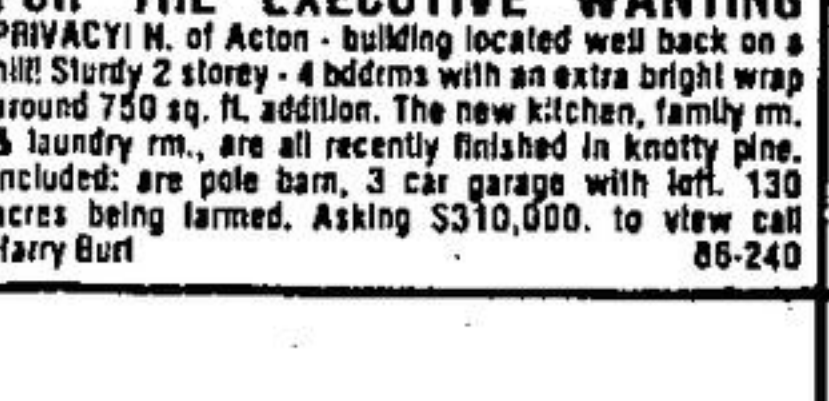 FOR THE EXECUTIVE WANTING
PRIVACY! N. of Acton - building located well back on a
hill! Sturdy 2 storey - 4 bddrms with an extra bright wrap
around 750 sq. ft. addition. The new kitchen, family rm.
& laundry rm., are all recently finished in knotty pine.
Included: are pole barn, 3 car garage with loft. 130
acres being farmed. Asking $310,000. to view call
Harry Burt 86-240